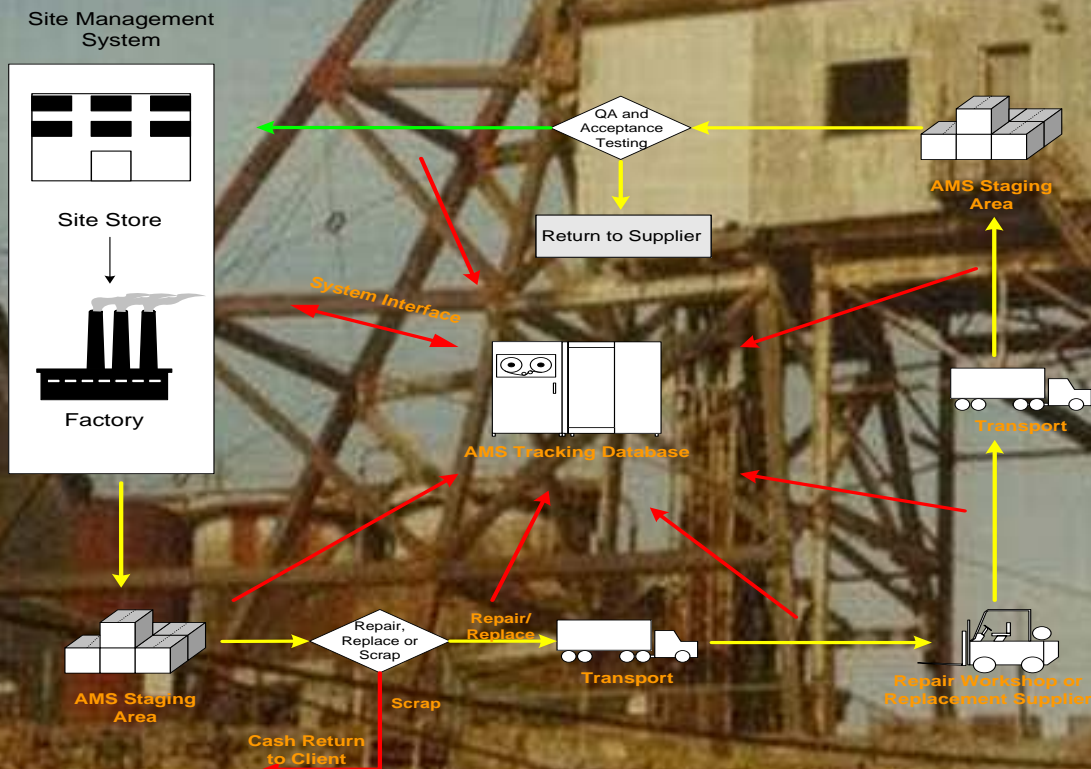 Site Management
System
QA and
Acceptance
Testing
AMS Staging
Area
Site Store
Return to Supplier
System Interface
Factory
Transport
AMS Tracking Database
Repair,
Replace or
Scrap
Repair/
Replace
AMS Staging
Area
Transport
Repair Workshop or
Replacement Supplier
Scrap
Cash Return
to Client